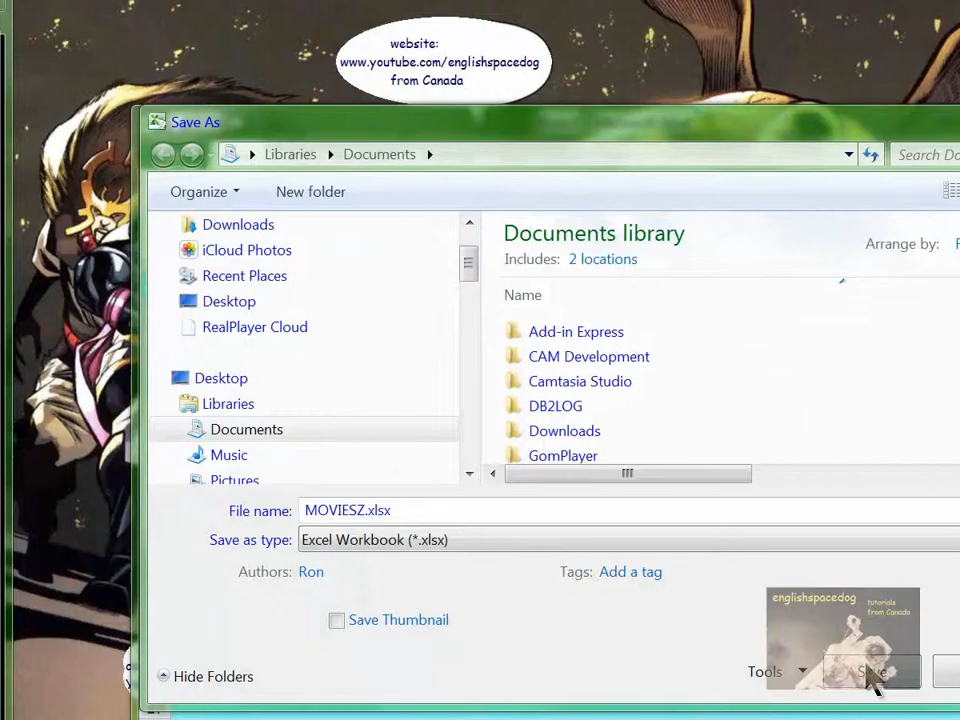 website:
www.youtube.com/englishspacedog
from Canada
Save As
Libraries Documents
Search Do
Organize
New folder
Downloads
iCloud Photos
Recent Places
Desktop
RealPlayer Cloud
Desktop
Libraries
Documents
Music
Pictures
Documents library
Includes: 2 locations
Arrange by: F
Name
Add-in Express
CAM Development
Camtasia Studio
DB2LOG
Downloads
GomPlayer
File name: MOVIESZ.xlsx
Save as type: Excel Workbook (*.xlsx)
Authors: Ron
Tags: Add a tag
Save Thumbnail
englishspacedog
tutorials
from Canada
Hide Folders
Tools
Save